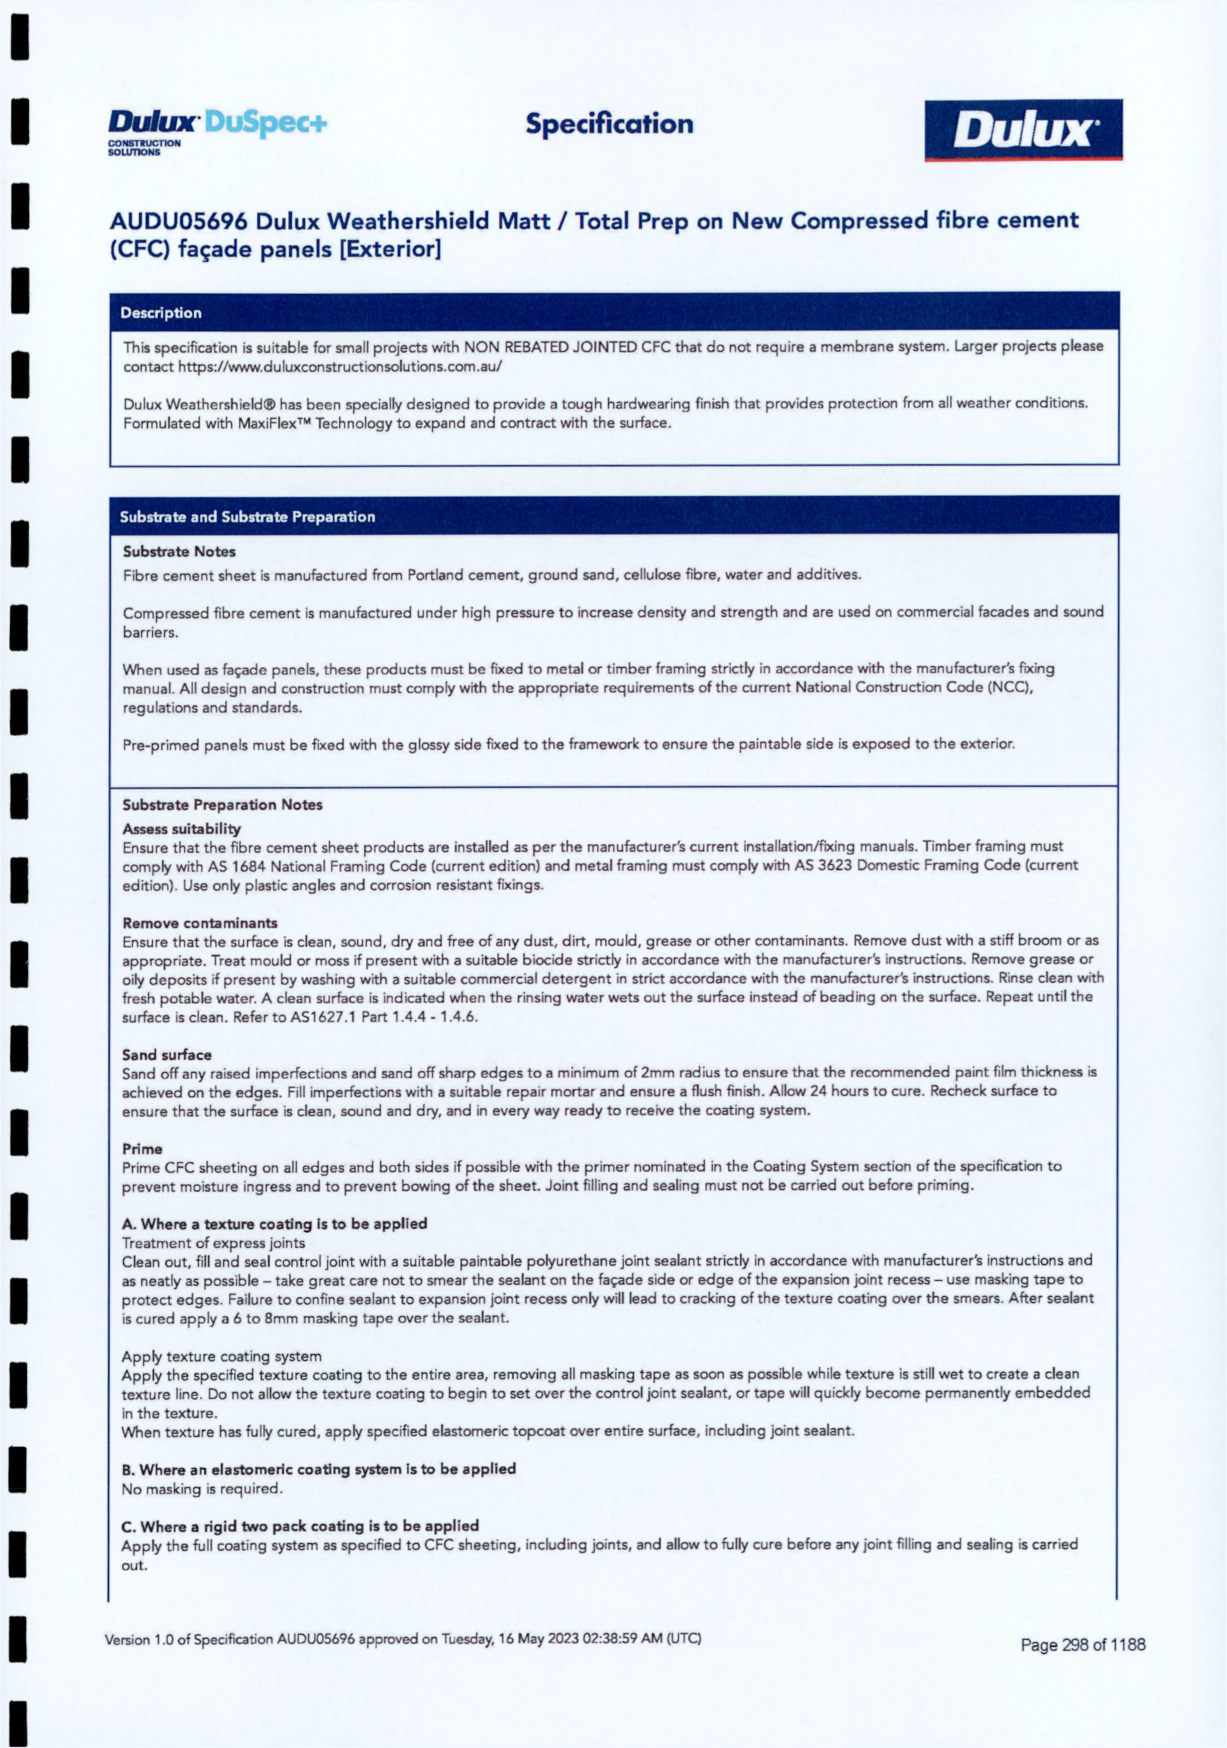 Dulux DuSpec+
CONSTRUCTION
SOLUTIONS
Specification
Dulux
AUDU05696 Dulux Weathershield Matt / Total Prep on New Compressed fibre cement
(CFC) façade panels [Exterior]
Description
This specification is suitable for small projects with NON REBATED JOINTED CFC that do not require a membrane system. Larger projects please
contact https://www.duluxconstructionsolutions.com.au/
Dulux Weathershield® has been specially designed to provide a tough hardwearing finish that provides protection from all weather conditions.
Formulated with MaxiFlex™ Technology to expand and contract with the surface.
Substrate and Substrate Preparation
Substrate Notes
Fibre cement sheet is manufactured from Portland cement, ground sand, cellulose fibre, water and additives.
Compressed fibre cement is manufactured under high pressure to increase density and strength and are used on commercial facades and sound
barriers.
When used as façade panels, these products must be fixed to metal or timber framing strictly in accordance with the manufacturer's fixing
manual. All design and construction must comply with the appropriate requirements of the current National Construction Code (NCC),
regulations and standards.
Pre-primed panels must be fixed with the glossy side fixed to the framework to ensure the paintable side is exposed to the exterior.
Substrate Preparation Notes
Assess suitability
Ensure that the fibre cement sheet products are installed as per the manufacturer's current installation/fixing manuals. Timber framing must
comply with AS 1684 National Framing Code (current edition) and metal framing must comply with AS 3623 Domestic Framing Code (current
edition). Use only plastic angles and corrosion resistant fixings.
Remove contaminants
Ensure that the surface is clean, sound, dry and free of any dust, dirt, mould, grease or other contaminants. Remove dust with a stiff broom or as
appropriate. Treat mould or moss if present with a suitable biocide strictly in accordance with the manufacturer's instructions. Remove grease or
oily deposits if present by washing with a suitable commercial detergent in strict accordance with the manufacturer's instructions. Rinse clean with
fresh potable water. A clean surface is indicated when the rinsing water wets out the surface instead of beading on the surface. Repeat until the
surface is clean. Refer to AS1627.1 Part 1.4.4 - 1.4.6.
Sand surface
Sand off any raised imperfections and sand off sharp edges to a minimum of 2mm radius to ensure that the recommended paint film thickness is
achieved on the edges. Fill imperfections with a suitable repair mortar and ensure a flush finish. Allow 24 hours to cure. Recheck surface to
ensure that the surface is clean, sound and dry, and in every way ready to receive the coating system.
Prime
Prime CFC sheeting on all edges and both sides if possible with the primer nominated in the Coating System section of the specification to
prevent moisture ingress and to prevent bowing of the sheet. Joint filling and sealing must not be carried out before priming.
A. Where a texture coating is to be applied
Treatment of express joints
Clean out, fill and seal control joint with a suitable paintable polyurethane joint sealant strictly in accordance with manufacturer's instructions and
as neatly as possible – take great care not to smear the sealant on the façade side or edge of the expansion joint recess – use masking tape to
protect edges. Failure to confine sealant to expansion joint recess only will lead to cracking of the texture coating over the smears. After sealant
is cured apply a 6 to 8mm masking tape over the sealant.
Apply texture coating system
Apply the specified texture coating to the entire area, removing all masking tape as soon as possible while texture is still wet to create a clean
texture line. Do not allow the texture coating to begin to set over the control joint sealant, or tape will quickly become permanently embedded
in the texture.
When texture has fully cured, apply specified elastomeric topcoat over entire surface, including joint sealant.
B. Where an elastomeric coating system is to be applied
No masking is required.
C. Where a rigid two pack coating is to be applied
Apply the full coating system as specified to CFC sheeting, including joints, and allow to fully cure before any joint filling and sealing is carried
out.
Version 1.0 of Specification AUDU05696 approved on Tuesday, 16 May 2023 02:38:59 AM (UTC)
Page 298 of 1188